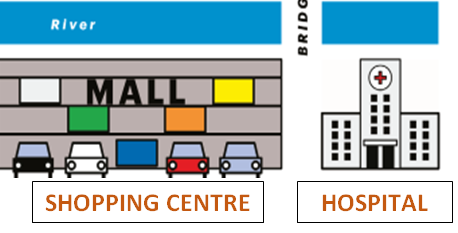 River
BRIDG
MALL
SHOPPING CENTRE
HOSPITAL